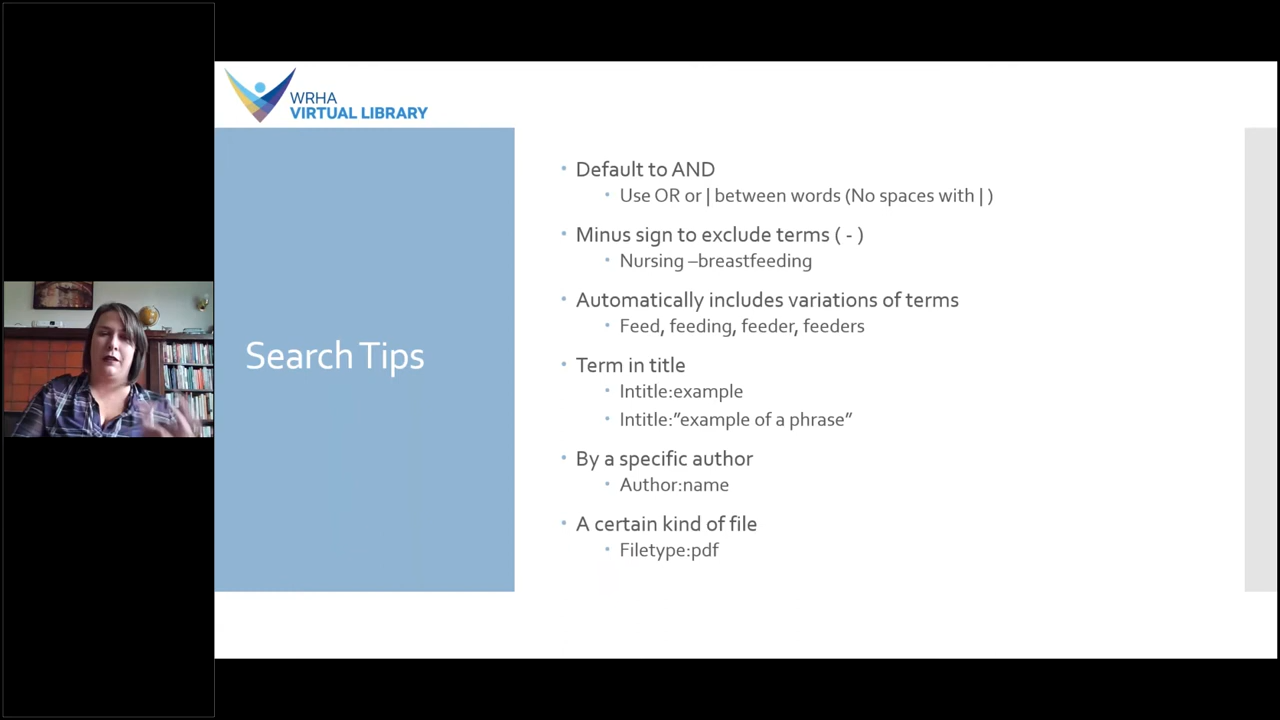 WRHA
VIRTUAL LIBRARY
Search Tips
• Default to AND
• Use OR or | between words (No spaces with | )
• Minus sign to exclude terms ( - )
• Nursing –breastfeeding
• Automatically includes variations of terms
• Feed, feeding, feeder, feeders
• Term in title
• Intitle:example
• Intitle:”example of a phrase”
• By a specific author
• Author:name
• A certain kind of file
• Filetype:pdf